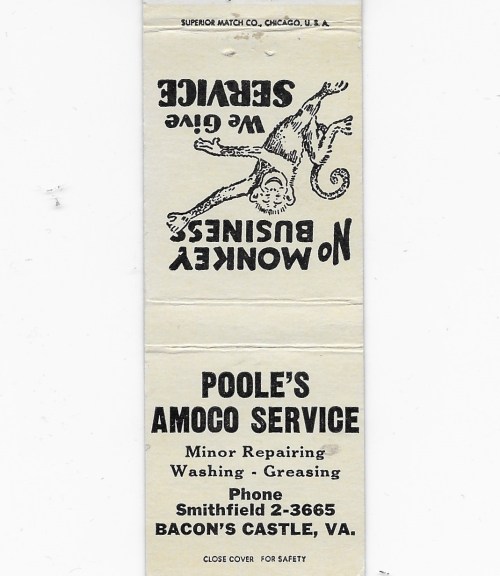 SUPERIOR MATCH CO., CHICAGO, U. S. A.
NO MONKEY
BUSINESS
We Give
SERVICE
POOLE'S
AMOCO SERVICE
Minor Repairing
Washing - Greasing
Phone
Smithfield 2-3665
BACON'S CASTLE, VA.
CLOSE COVER FOR SAFETY